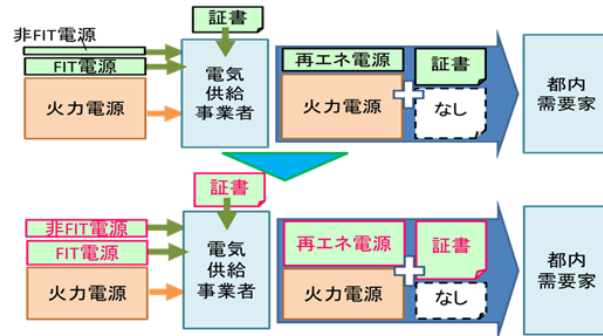 証書
非FIT電源
FIT電源
火力電源
電気
供給
事業者
再エネ電源
証書
火力電源
なし
都内
需要家
証書
非FIT電源
FIT電源
火力電源
電気
供給
事業者
再エネ電源
証書
火力電源
なし
都内
需要家